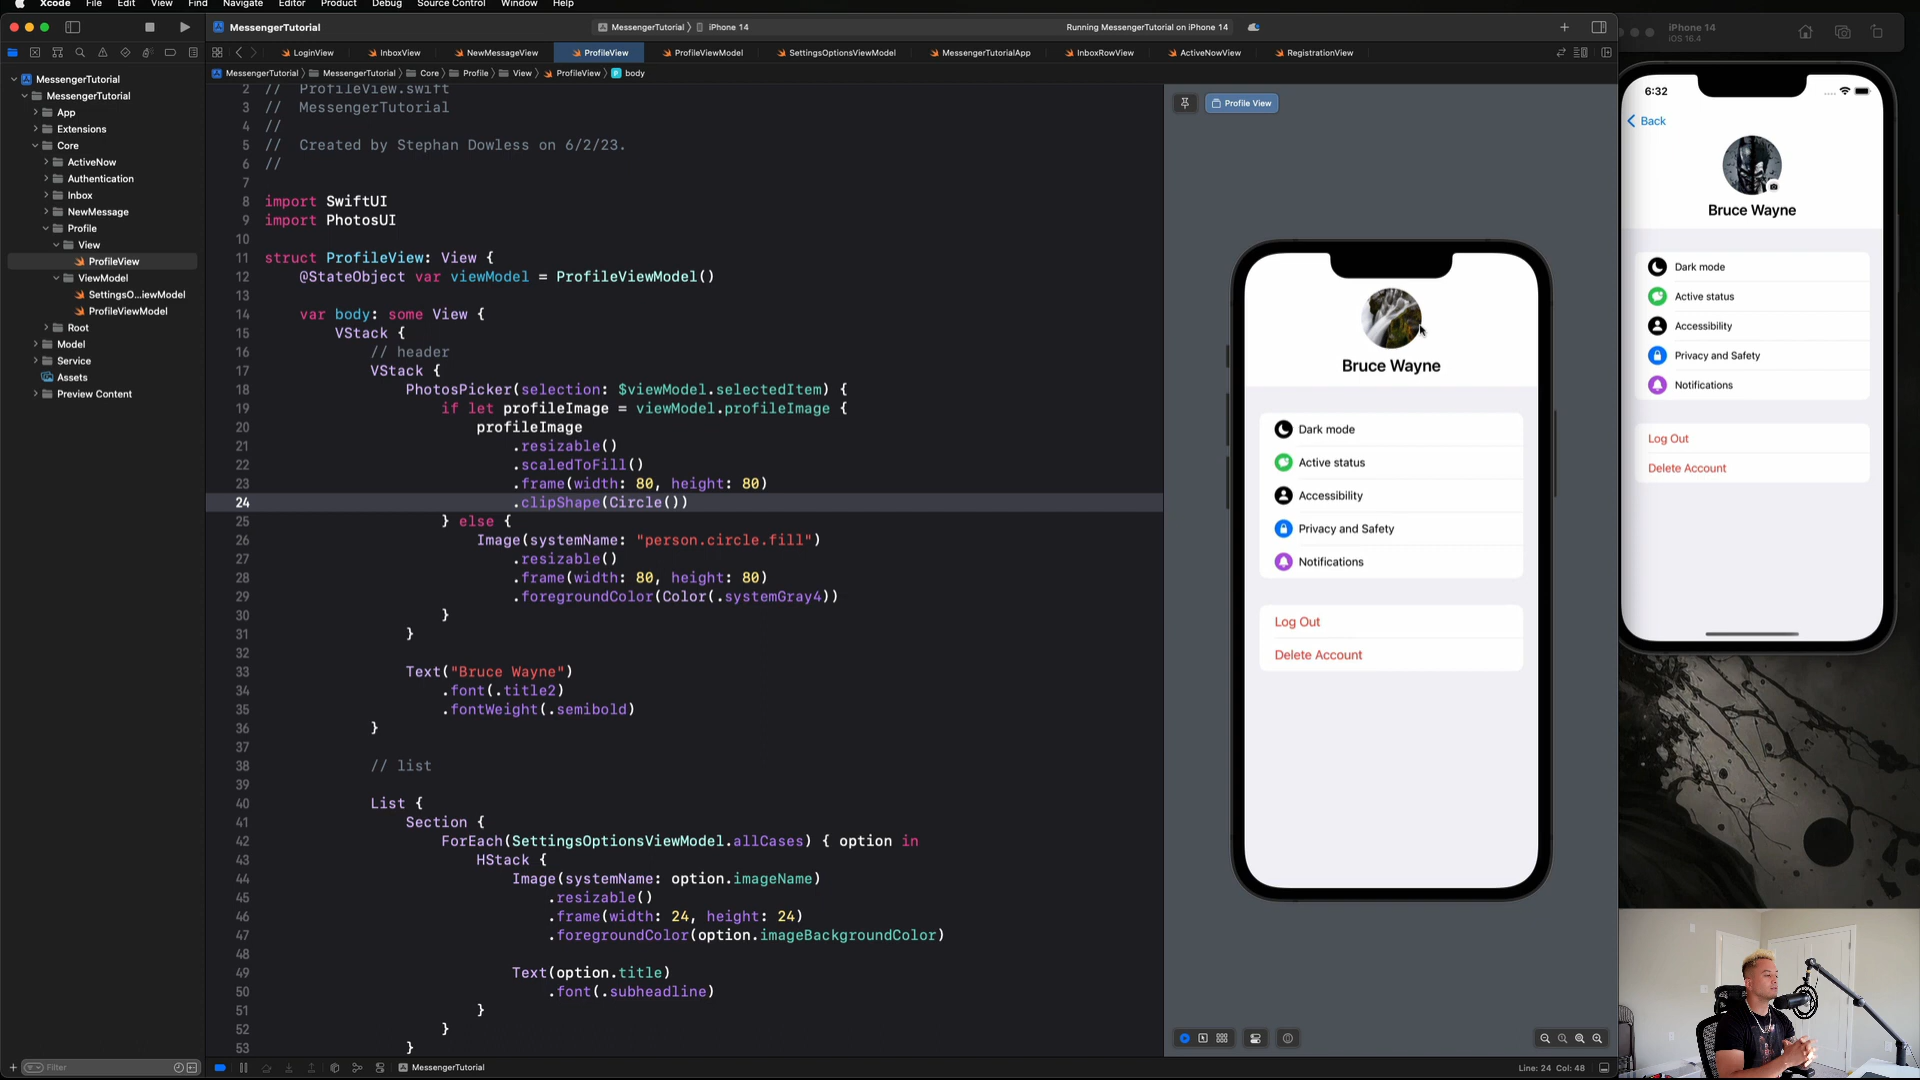 Xcode File Edit View Find Navigate Editor Product Debug Source Control Window Help
MessengerTutorial
MessengerTutorial iPhone 14
Running MessengerTutorial on iPhone 14
LoginView InboxView NewMessageView ProfileView ProfileViewModel SettingsOptionsViewModel MessengerTutorialApp InboxRowView ActiveNowView RegistrationView
MessengerTutorial MessengerTutorial Core Profile View ProfileView body
MessengerTutorial
MessengerTutorial
App
Extensions
Core
ActiveNow
Authentication
Inbox
NewMessage
Profile
View
ProfileView
ViewModel
SettingsO...iewModel
ProfileViewModel
Root
Model
Service
Assets
Preview Content
Filter
2 // ProfileView.swift
3 // MessengerTutorial
4 //
5 // Created by Stephan Dowless on 6/2/23.
6 //
7
8 import SwiftUI
9 import PhotosUI
10
11 struct ProfileView: View {
12 @StateObject var viewModel = ProfileViewModel()
13
14 var body: some View {
15 VStack {
16 // header
17 VStack {
18 PhotosPicker(selection: $viewModel.selectedItem) {
19 if let profileImage = viewModel.profileImage {
20 profileImage
21 .resizable()
22 .scaledToFill()
23 .frame(width: 80, height: 80)
24 .clipShape(Circle())
25 } else {
26 Image(systemName: "person.circle.fill")
27 .resizable()
28 .frame(width: 80, height: 80)
29 .foregroundColor(Color(.systemGray4))
30 }
31 }
32
33 Text("Bruce Wayne")
34 .font(.title2)
35 .fontWeight(.semibold)
36 }
37
38 // list
39
40 List {
41 Section {
42 ForEach(SettingsOptionsViewModel.allCases) { option in
43 HStack {
44 Image(systemName: option.imageName)
45 .resizable()
46 .frame(width: 24, height: 24)
47 .foregroundColor(option.imageBackgroundColor)
48
49 Text(option.title)
50 .font(.subheadline)
51 }
52 }
53 }
MessengerTutorial
Line: 24 Col: 48
Profile View
Bruce Wayne
Dark mode
Active status
Accessibility
Privacy and Safety
Notifications
Log Out
Delete Account
iPhone 14
iOS 16.4
6:32
Back
Bruce Wayne
Dark mode
Active status
Accessibility
Privacy and Safety
Notifications
Log Out
Delete Account